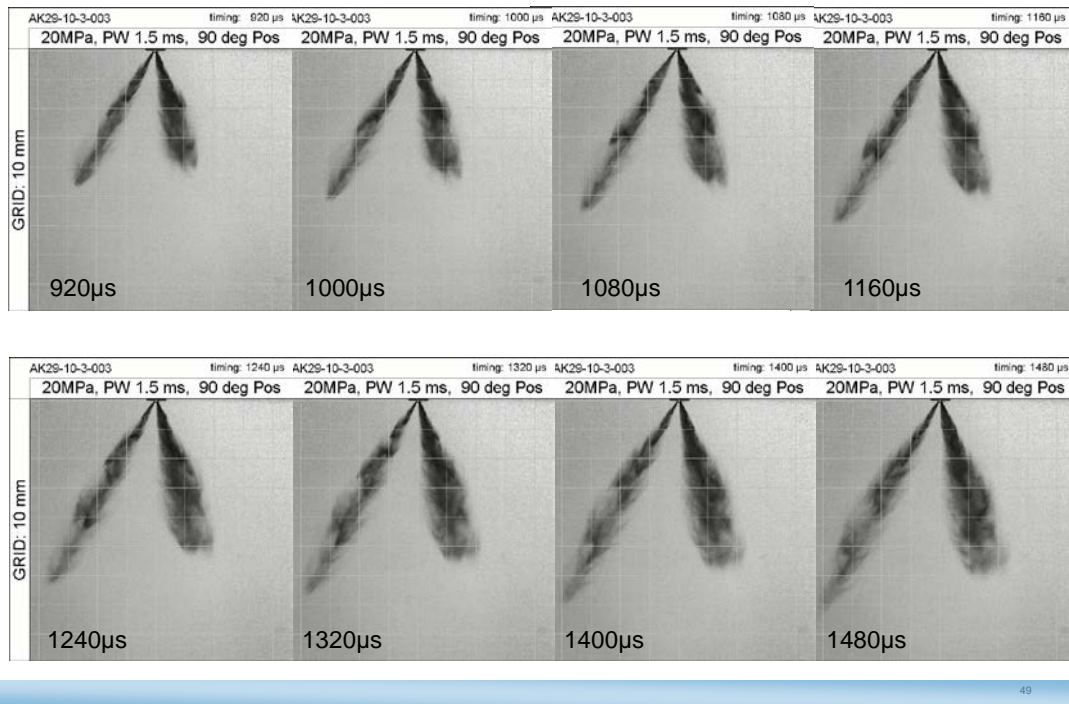 AK29-10-3-003 timing: 920 µs AK29-10-3-003 timing: 1000 µs AK29-10-3-003 timing: 1080 µs AK29-10-3-003 timing: 1160 µs
20MPa, PW 1.5 ms, 90 deg Pos 20MPa, PW 1.5 ms, 90 deg Pos 20MPa, PW 1.5 ms, 90 deg Pos 20MPa, PW 1.5 ms, 90 deg Pos
GRID: 10 mm
920µs 1000µs 1080µs 1160µs
AK29-10-3-003 timing: 1240 µs AK29-10-3-003 timing: 1320 µs AK29-10-3-003 timing: 1400 µs AK29-10-3-003 timing: 1480 µs
20MPa, PW 1.5 ms, 90 deg Pos 20MPa, PW 1.5 ms, 90 deg Pos 20MPa, PW 1.5 ms, 90 deg Pos 20MPa, PW 1.5 ms, 90 deg Pos
GRID: 10 mm
1240µs 1320µs 1400µs 1480µs
49